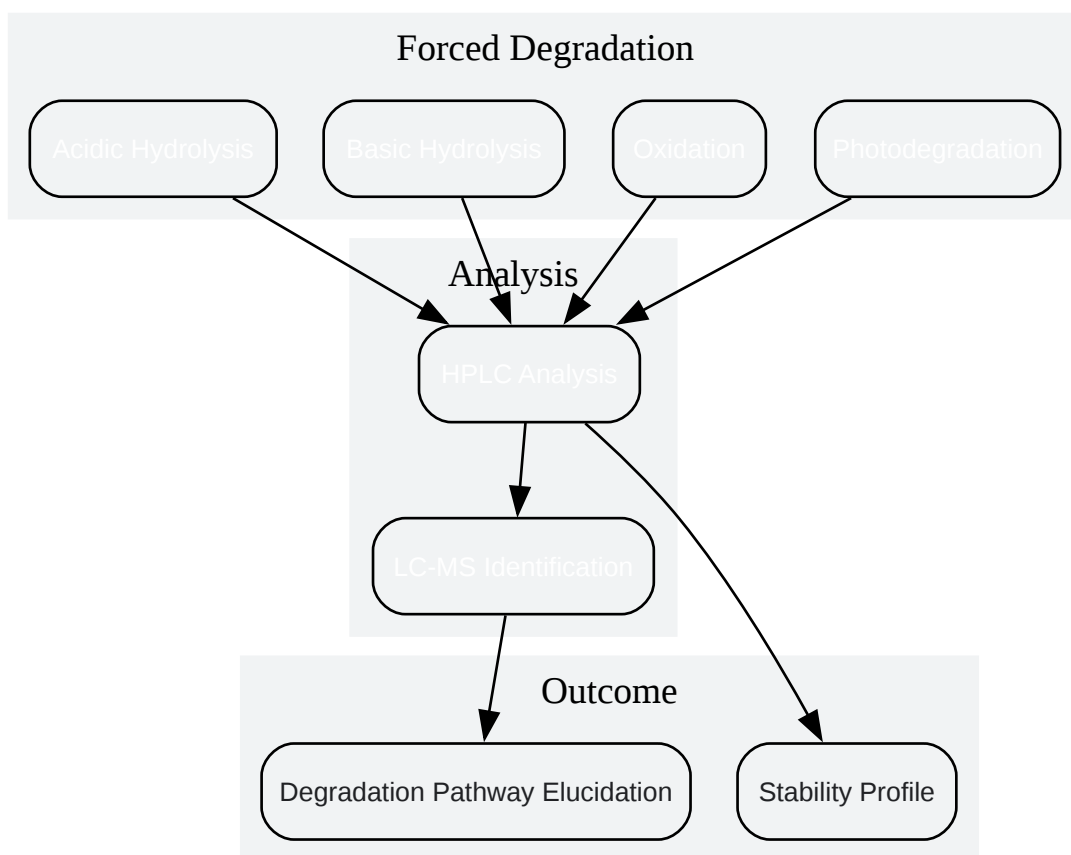 Forced Degradation
Acidic Hydrolysis
Basic Hydrolysis
Oxidation
Photodegradation
Analysis
HPLC Analysis
LC-MS Identification
Outcome
Degradation Pathway Elucidation
Stability Profile